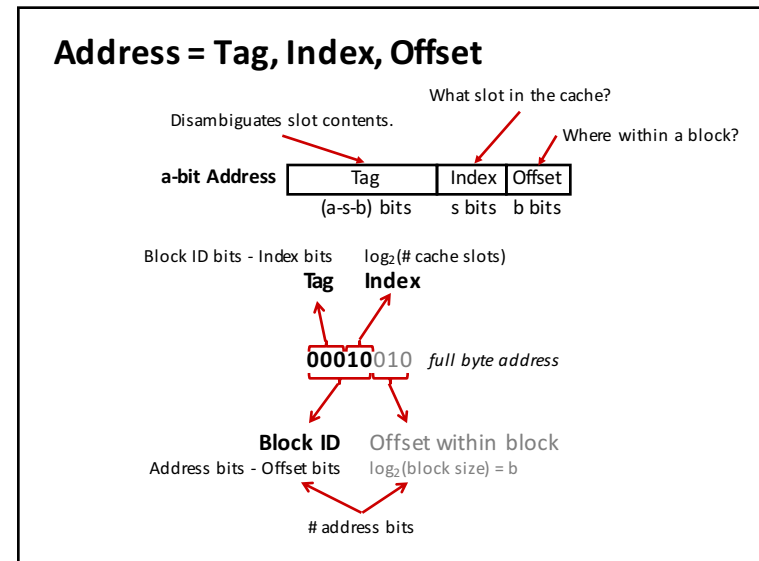 Address = Tag, Index, Offset
What slot in the cache?
Disambiguates slot contents.
Where within a block?
a-bit Address Tag Index Offset
(a-s-b) bits s bits b bits
Block ID bits - Index bits log₂(# cache slots)
Tag Index
00010010 full byte address
Block ID Offset within block
Address bits - Offset bits log₂(block size) = b
# address bits